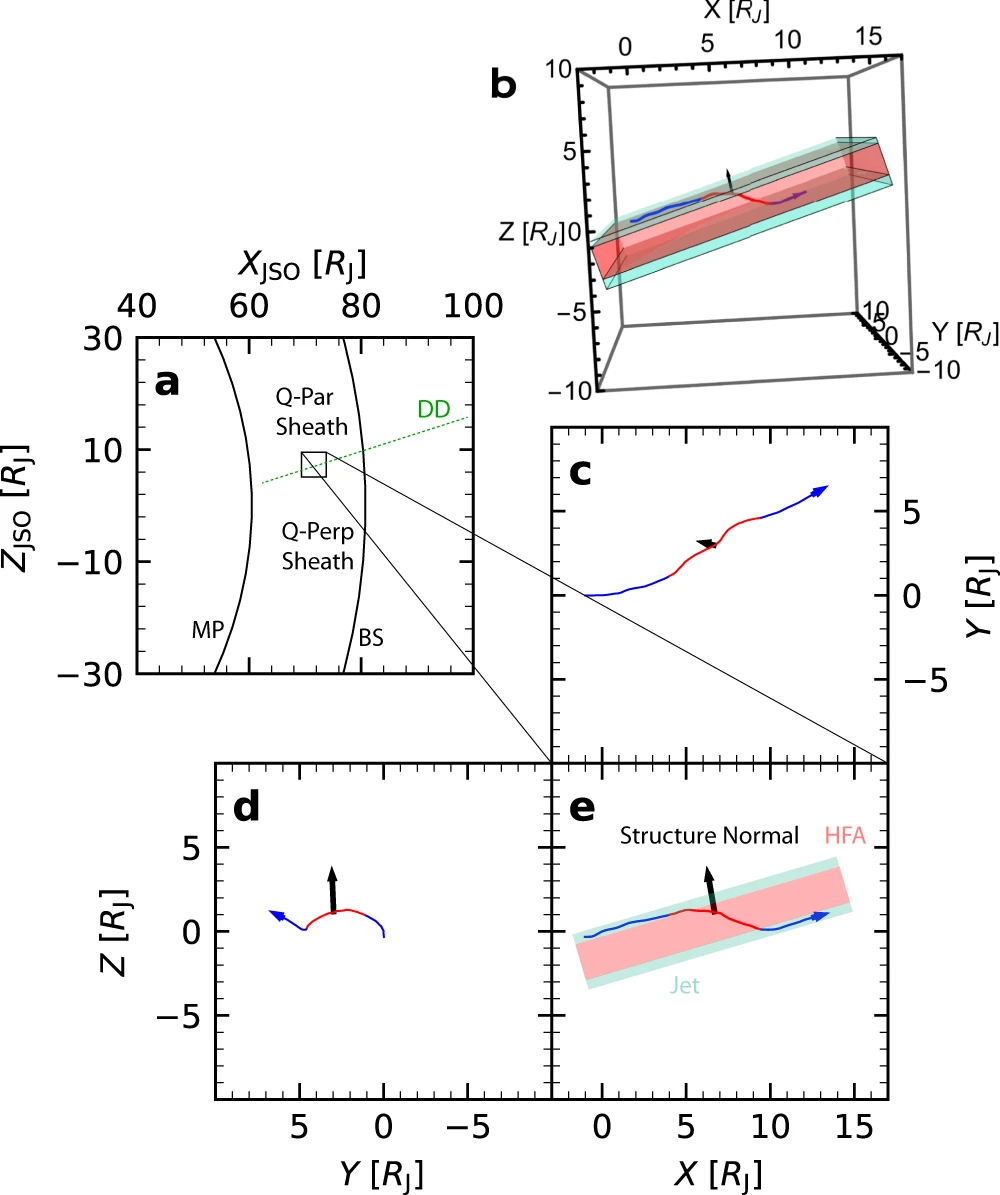 X [R_J]
0 5 10 15
b
10
5
Z [R_J] 0
−5
−10
10
5
0
−5
−10
Y [R_J]
X_JSO [R_J]
40 60 80 100
30
10
−10
−30
Z_JSO [R_J]
a
Q-Par
Sheath
DD
Q-Perp
Sheath
MP
BS
c
5
0
−5
Y [R_J]
d
5
0
−5
Z [R_J]
5 0 −5
Y [R_J]
e
Structure Normal
HFA
Jet
0 5 10 15
X [R_J]